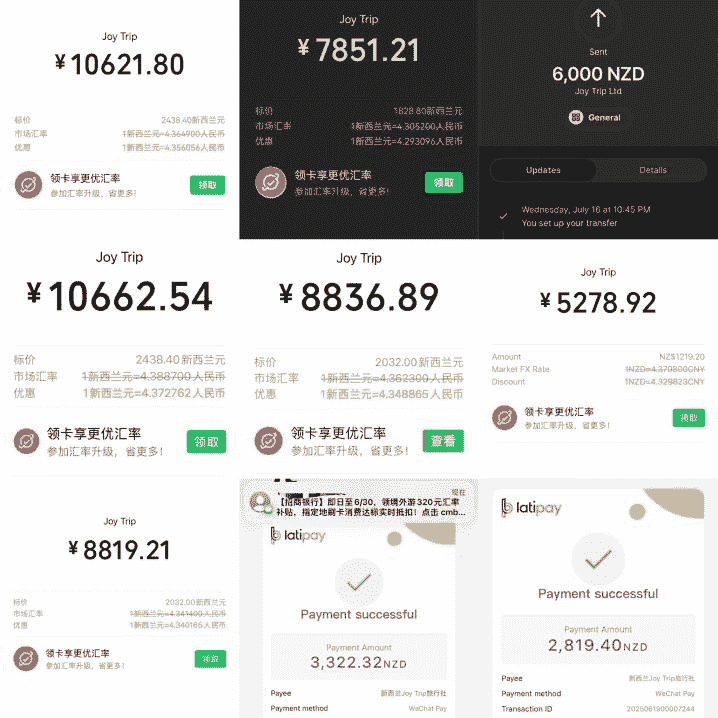 Joy Trip
¥10621.80
标价 2438.40新西兰元
市场汇率 1新西兰元=4.364900人民币
优惠 1新西兰元=4.356056人民币
领卡享更优汇率
参加汇率升级，省更多！
领取
Joy Trip
¥7851.21
标价 1828.80新西兰元
市场汇率 1新西兰元=4.305200人民币
优惠 1新西兰元=4.293096人民币
领卡享更优汇率
参加汇率升级，省更多！
领取
Sent
6,000 NZD
Joy Trip Ltd
General
Updates Details
Wednesday, July 16 at 10:45 PM
You set up your transfer
Joy Trip
¥10662.54
标价 2438.40新西兰元
市场汇率 1新西兰元=4.388700人民币
优惠 1新西兰元=4.372762人民币
领卡享更优汇率
参加汇率升级，省更多！
领取
Joy Trip
¥8836.89
标价 2032.00新西兰元
市场汇率 1新西兰元=4.362300人民币
优惠 1新西兰元=4.348865人民币
领卡享更优汇率
参加汇率升级，省更多！
查看
Joy Trip
¥5278.92
Amount NZ$1219.20
Market FX Rate 1NZD=4.370800CNY
Discount 1NZD=4.329823CNY
领卡享更优汇率
参加汇率升级，省更多！
领取
Joy Trip
¥8819.21
标价 2032.00新西兰元
市场汇率 1新西兰元=4.341400人民币
优惠 1新西兰元=4.340165人民币
领卡享更优汇率
参加汇率升级，省更多！
领取
现在
【招商银行】即日至6/30，领境外游320元汇率
补贴，指定地刷卡消费达标实时抵扣！点击 cmb...
latipay
Payment successful
Payment Amount
3,322.32NZD
Payee 新西兰Joy Trip旅行社
Payment method WeChat Pay
latipay
Payment successful
Payment Amount
2,819.40NZD
Payee 新西兰Joy Trip旅行社
Payment method WeChat Pay
Transaction ID 2025061900007244